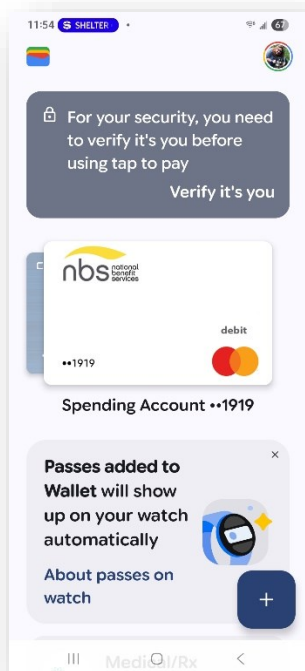 11:54 S SHELTER • 67
For your security, you need
to verify it's you before
using tap to pay
Verify it's you
nbs national
benefit
services
debit
••1919
Spending Account ••1919
Passes added to
Wallet will show
up on your watch
automatically
About passes on
watch
Medical/Rx